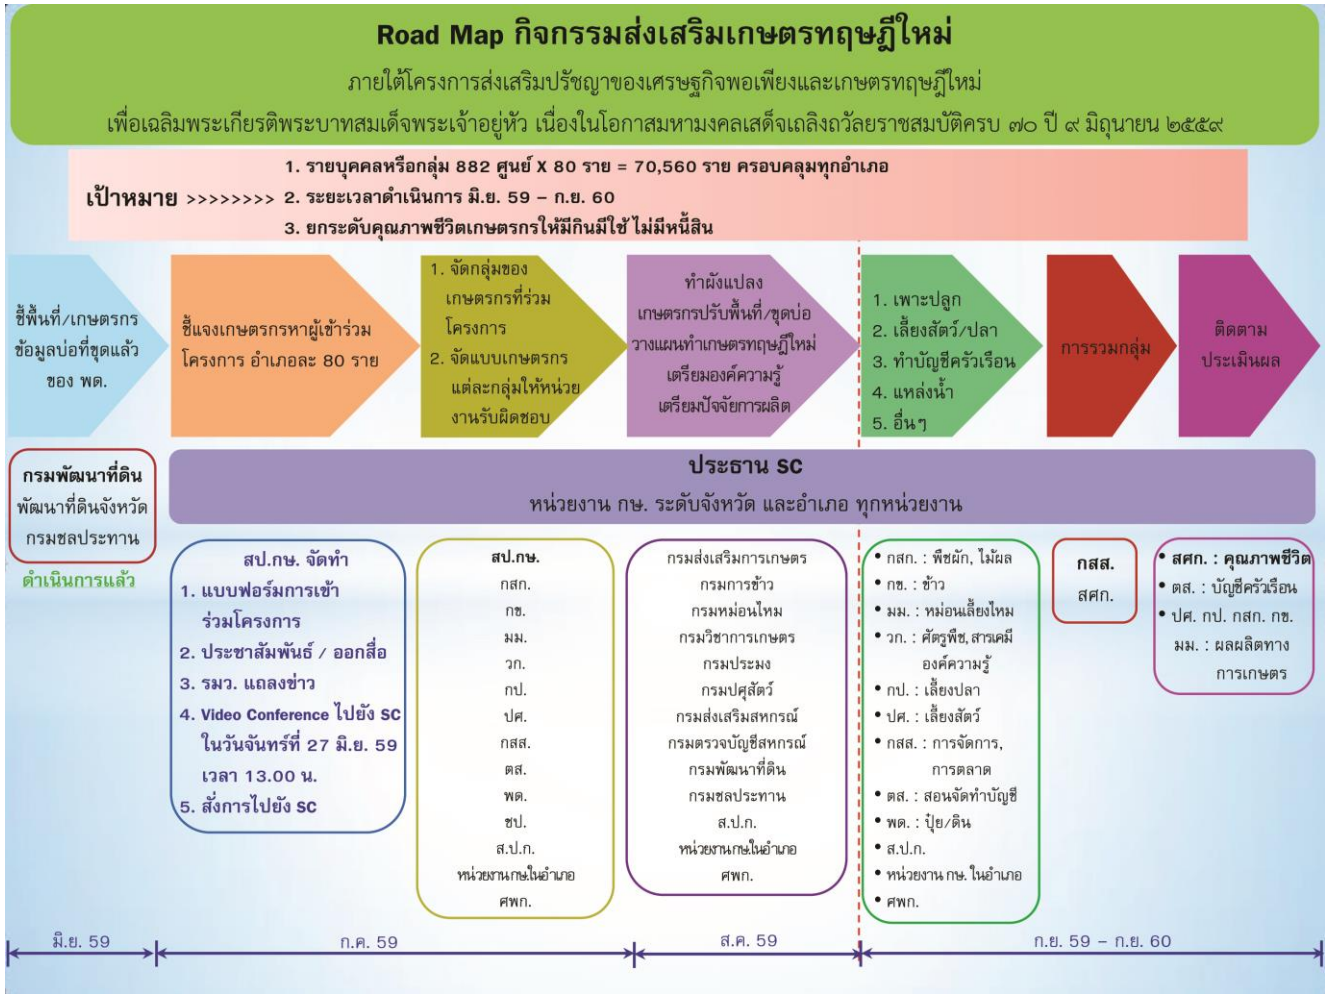 Road Map กิจกรรมส่งเสริมเกษตรทฤษฎีใหม่
ภายใต้โครงการส่งเสริมปรัชญาของเศรษฐกิจพอเพียงและเกษตรทฤษฎีใหม่
เพื่อเฉลิมพระเกียรติพระบาทสมเด็จพระเจ้าอยู่หัว เนื่องในโอกาสมหามงคลเสด็จเถลิงถวัลยราชสมบัติครบ ๗๐ ปี ๙ มิถุนายน ๒๕๕๙
เป้าหมาย >>>>>>>>
1. รายบุคคลหรือกลุ่ม 882 ศูนย์ X 80 ราย = 70,560 ราย ครอบคลุมทุกอำเภอ
2. ระยะเวลาดำเนินการ มิ.ย. 59 – ก.ย. 60
3. ยกระดับคุณภาพชีวิตเกษตรกรให้มีกินมีใช้ ไม่มีหนี้สิน
ชี้พื้นที่/เกษตรกร
ข้อมูลบ่อที่ขุดแล้ว
ของ พด.
ชี้แจงเกษตรกรหาผู้เข้าร่วม
โครงการ อำเภอละ 80 ราย
1. จัดกลุ่มของ
เกษตรกรที่ร่วม
โครงการ
2. จัดแบบเกษตรกร
แต่ละกลุ่มให้หน่วย
งานรับผิดชอบ
ทำผังแปลง
เกษตรกรปรับพื้นที่/ขุดบ่อ
วางแผนทำเกษตรทฤษฎีใหม่
เตรียมองค์ความรู้
เตรียมปัจจัยการผลิต
1. เพาะปลูก
2. เลี้ยงสัตว์/ปลา
3. ทำบัญชีครัวเรือน
4. แหล่งน้ำ
5. อื่นๆ
การรวมกลุ่ม
ติดตาม
ประเมินผล
กรมพัฒนาที่ดิน
พัฒนาที่ดินจังหวัด
กรมชลประทาน
ดำเนินการแล้ว
ประธาน SC
หน่วยงาน กษ. ระดับจังหวัด และอำเภอ ทุกหน่วยงาน
สป.กษ. จัดทำ
1. แบบฟอร์มการเข้า
ร่วมโครงการ
2. ประชาสัมพันธ์ / ออกสื่อ
3. รมว. แถลงข่าว
4. Video Conference ไปยัง SC
ในวันจันทร์ที่ 27 มิ.ย. 59
เวลา 13.00 น.
5. สั่งการไปยัง SC
สป.กษ.
กสก.
กข.
มม.
วก.
กป.
ปศ.
กสส.
ตส.
พด.
ชป.
ส.ป.ก.
หน่วยงานกษ.ในอำเภอ
ศพก.
กรมส่งเสริมการเกษตร
กรมการข้าว
กรมหม่อนไหม
กรมวิชาการเกษตร
กรมประมง
กรมปศุสัตว์
กรมส่งเสริมสหกรณ์
กรมตรวจบัญชีสหกรณ์
กรมพัฒนาที่ดิน
กรมชลประทาน
ส.ป.ก.
หน่วยงานกษ.ในอำเภอ
ศพก.
• กสก. : พืชผัก, ไม้ผล
• กข. : ข้าว
• มม. : หม่อนเลี้ยงไหม
• วก. : ศัตรูพืช,สารเคมี
องค์ความรู้
• กป. : เลี้ยงปลา
• ปศ. : เลี้ยงสัตว์
• กสส. : การจัดการ,
การตลาด
• ตส. : สอนจัดทำบัญชี
• พด. : ปุ๋ย/ดิน
• ส.ป.ก.
• หน่วยงาน กษ. ในอำเภอ
• ศพก.
กสส.
สศก.
• สศก. : คุณภาพชีวิต
• ตส. : บัญชีครัวเรือน
• ปศ. กป. กสก. กข.
มม. : ผลผลิตทาง
การเกษตร
มิ.ย. 59
ก.ค. 59
ส.ค. 59
ก.ย. 59 – ก.ย. 60